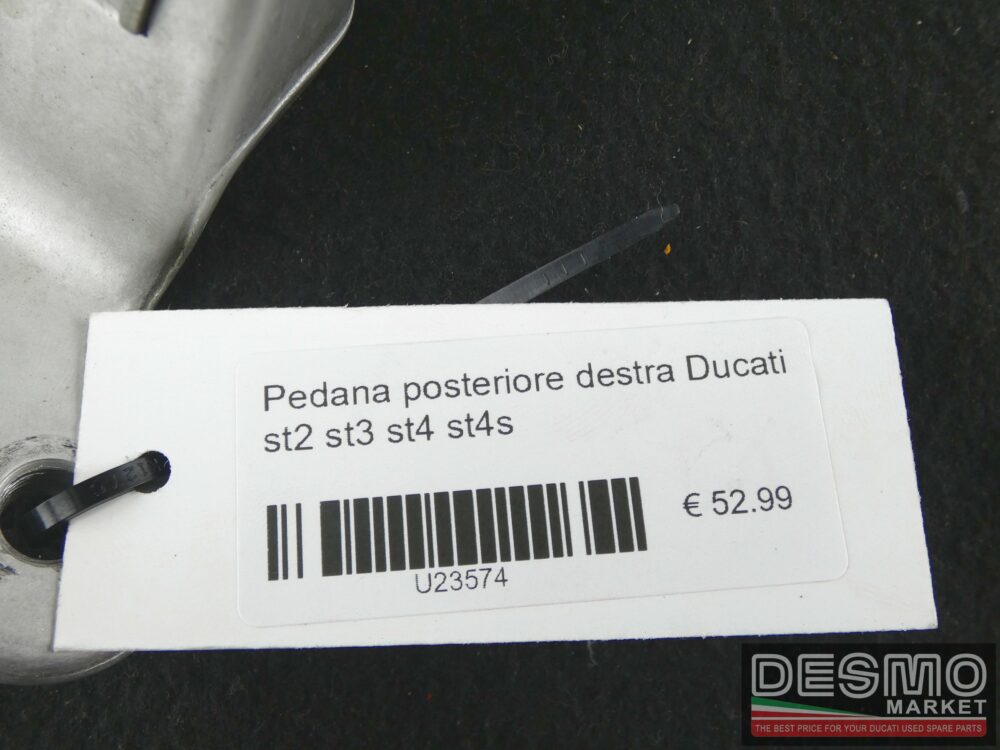 Pedana posteriore destra Ducati
st2 st3 st4 st4s
€ 52.99
U23574
DESMO
MARKET
THE BEST PRICE FOR YOUR DUCATI USED SPARE PARTS